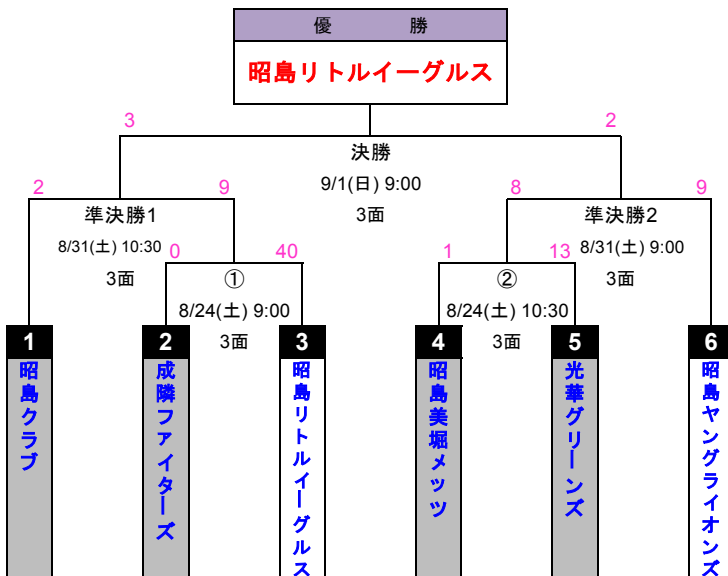 優 勝
昭島リトルイーグルス
3 2
決勝
9/1(日) 9:00
3面
2 9 8 9
準決勝1 準決勝2
8/31(土) 10:30 8/31(土) 9:00
3面 3面
0 40 1 13
① ②
8/24(土) 9:00 8/24(土) 10:30
3面 3面
1 2 3 4 5 6
昭島クラブ
成隣ファイターズ
昭島リトルイーグルス
昭島美堀メッツ
光華グリーンズ
昭島ヤングライオンズ